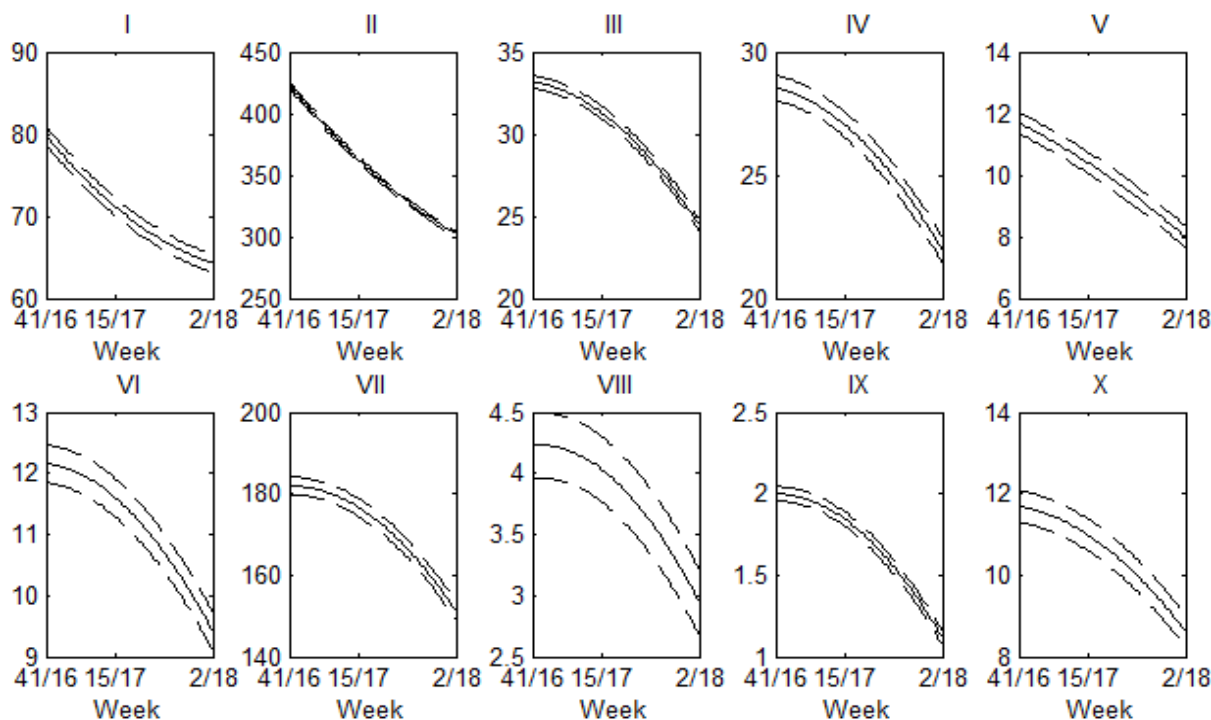 I II III IV V
90 450 35 30 14
80 400 30 25 12
70 350 25 20 10
60 300 20 8
250 6
41/16 15/17 2/18 41/16 15/17 2/18 41/16 15/17 2/18 41/16 15/17 2/18 41/16 15/17 2/18
Week Week Week Week Week
VI VII VIII IX X
13 200 4.5 2.5 14
12 180 4 2 12
11 160 3.5 1.5 10
10 140 3 1 8
9 2.5
41/16 15/17 2/18 41/16 15/17 2/18 41/16 15/17 2/18 41/16 15/17 2/18 41/16 15/17 2/18
Week Week Week Week Week